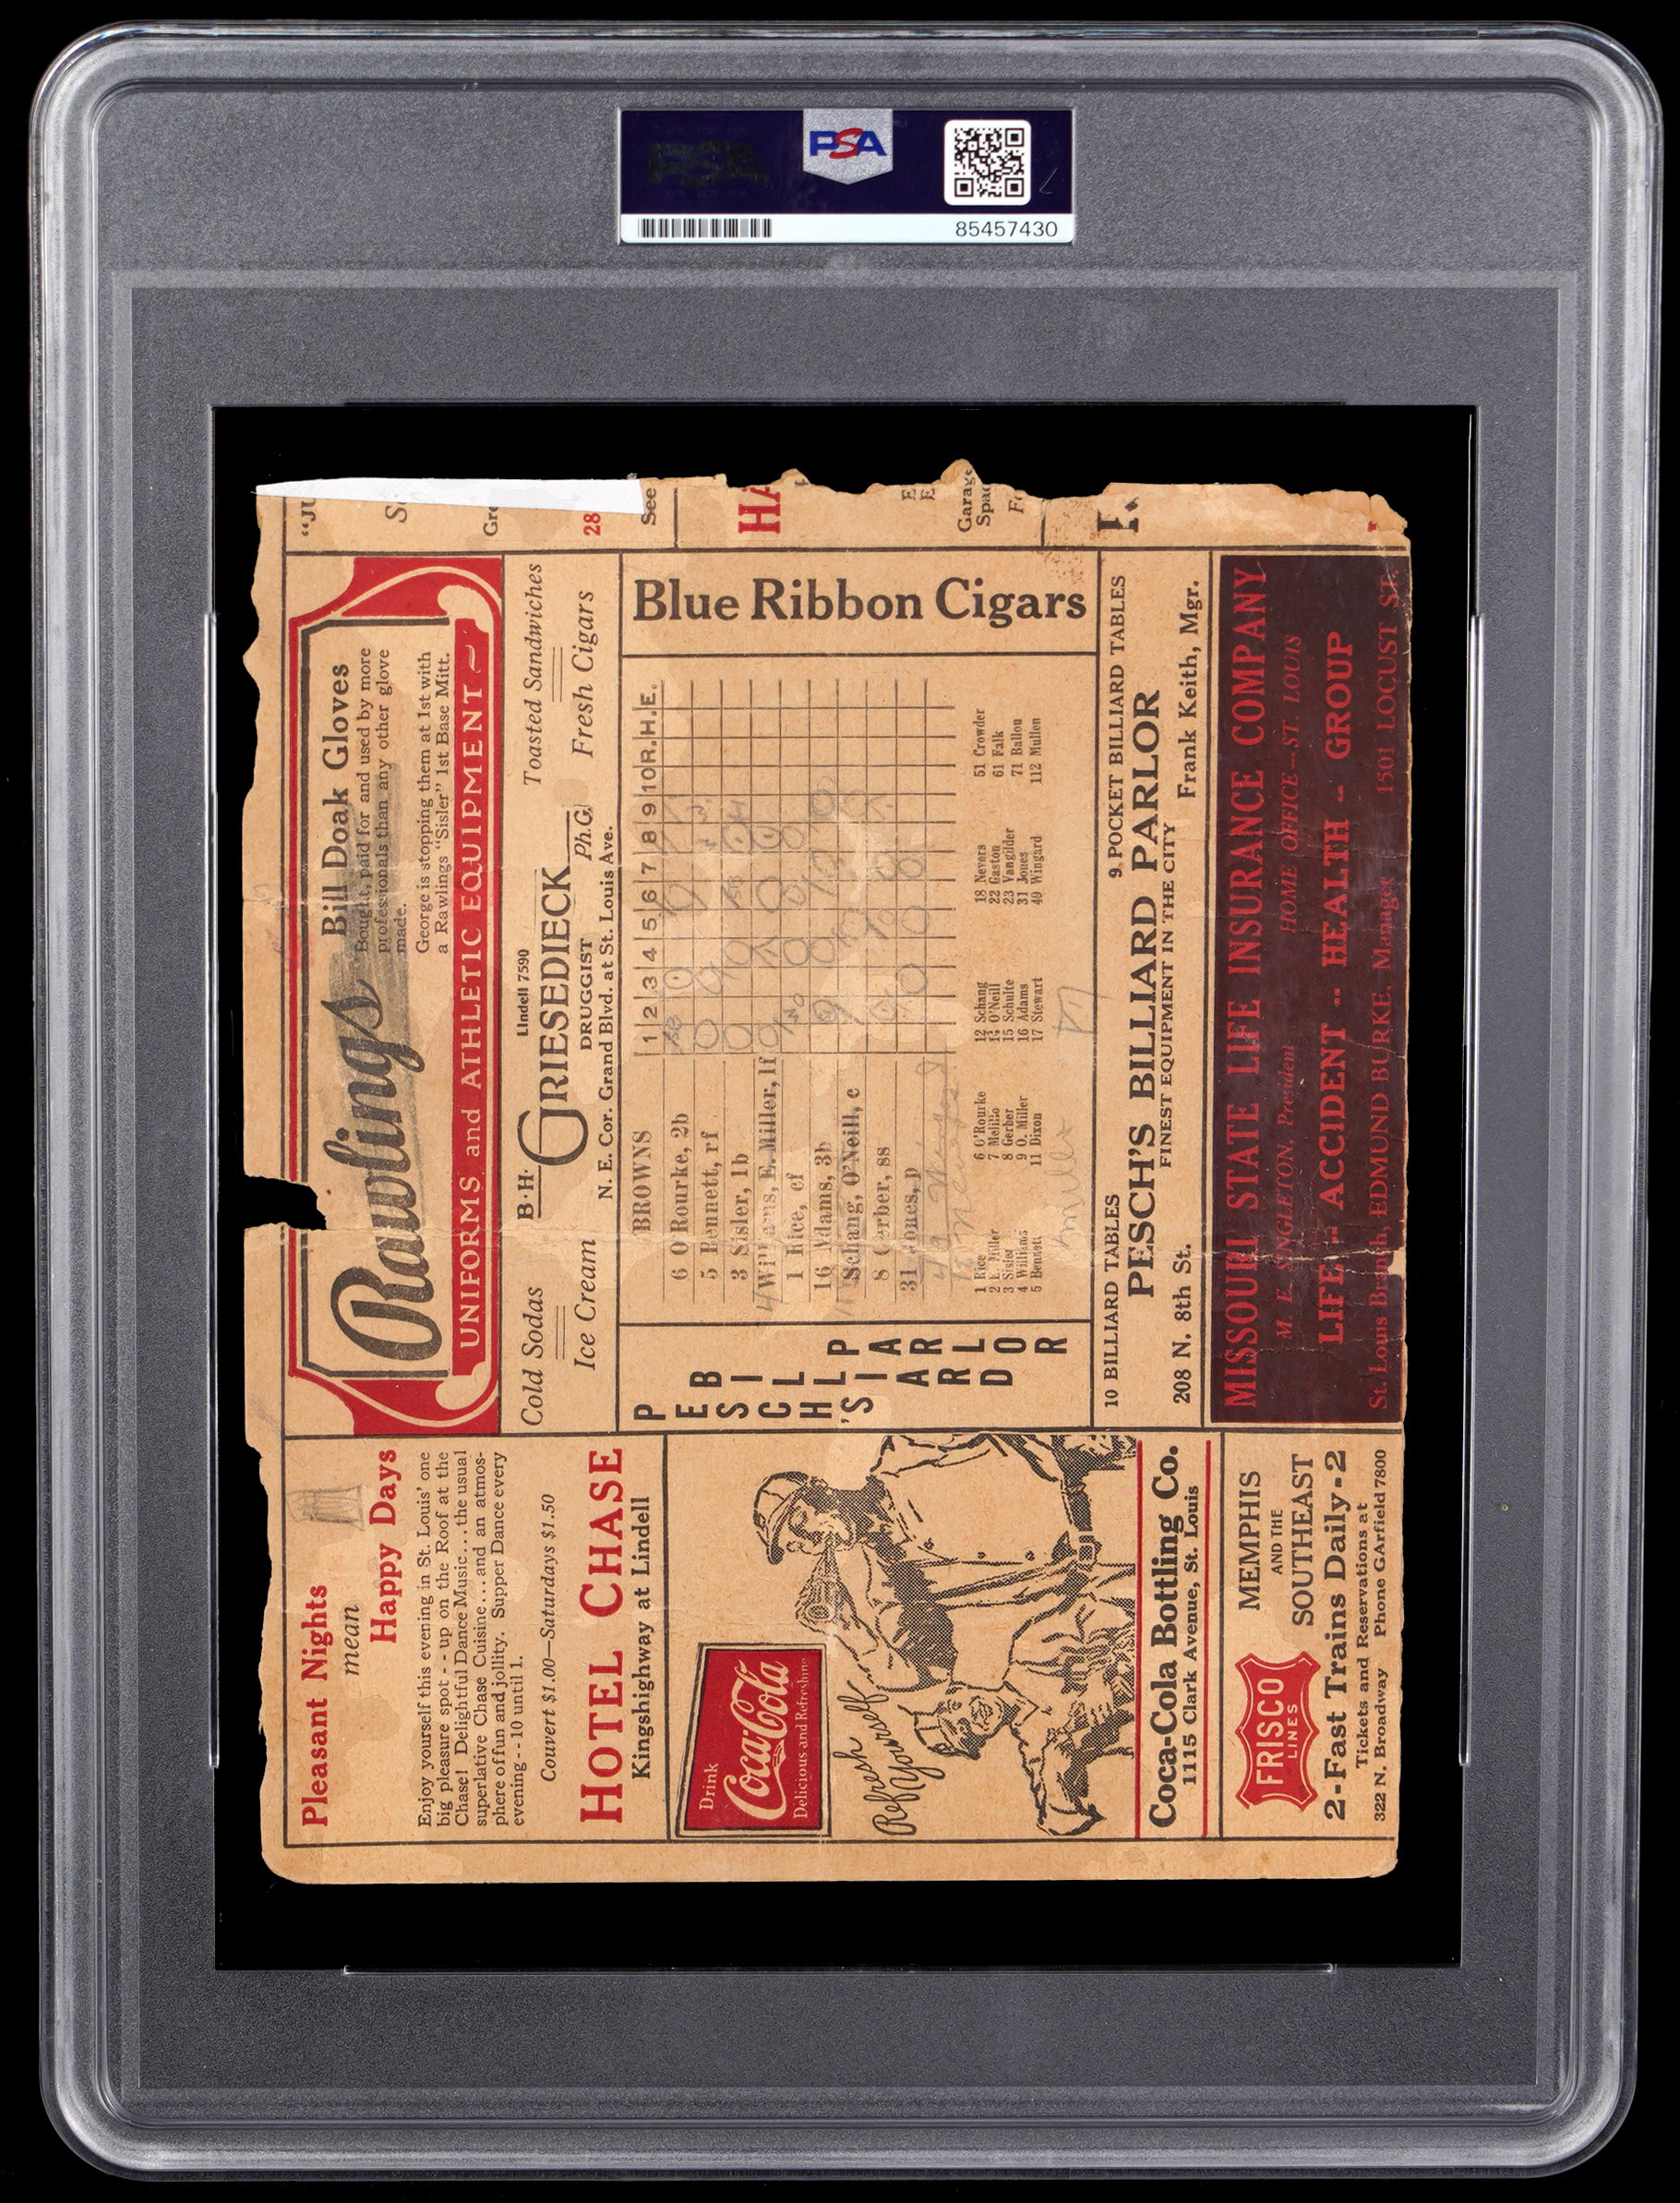 PSA
85457430
Pleasant Nights
mean
Happy Days
Enjoy yourself this evening in St. Louis' one
big pleasure spot - - up on the Roof at the
Chase! Delightful Dance Music . . . the usual
superlative Chase Cuisine . . . and an atmos-
phere of fun and jollity. Supper Dance every
evening - - 10 until 1.
Couvert $1.00—Saturdays $1.50
HOTEL CHASE
Kingshighway at Lindell
Drink
Coca-Cola
Delicious and Refreshing
Refresh
Yourself
Coca-Cola Bottling Co.
1115 Clark Avenue, St. Louis
FRISCO
LINES
MEMPHIS
AND THE
SOUTHEAST
2-Fast Trains Daily-2
Tickets and Reservations at
322 N. Broadway Phone GArfield 7800
Rawlings
Bill Doak Gloves
Bought, paid for and used by more
professionals than any other glove
made.
George is stopping them at 1st with
a Rawlings "Sisler" 1st Base Mitt.
UNIFORMS and ATHLETIC EQUIPMENT
Cold Sodas
Ice Cream
Lindell 7590
B·H· GRIESEDIECK Ph.G.
DRUGGIST
N. E. Cor. Grand Blvd. at St. Louis Ave.
Toasted Sandwiches
Fresh Cigars
PESCH'S
BILLIARD
PARLOR
BROWNS 1 2 3 4 5 6 7 8 9 10 R. H. E.
6 O'Rourke, 2b
5 Bennett, rf
3 Sisler, 1b
4 Williams, E. Miller, lf
1 Rice, cf
16 Adams, 3b
Schang, O'Neill, c
8 Gerber, ss
31 Jones, p
1 Rice
2 E. Miller
3 Sisler
4 Williams
5 Bennett
6 O'Rourke
7 Melillo
8 Gerber
9 O. Miller
11 Dixon
12 Schang
14 O'Neill
15 Schulte
16 Adams
17 Stewart
18 Nevers
22 Gaston
23 Vangilder
31 Jones
40 Wingard
51 Crowder
61 Falk
71 Ballou
112 Mullen
Blue Ribbon Cigars
10 BILLIARD TABLES 9 POCKET BILLIARD TABLES
PESCH'S BILLIARD PARLOR
FINEST EQUIPMENT IN THE CITY
208 N. 8th St. Frank Keith, Mgr.
MISSOURI STATE LIFE INSURANCE COMPANY
M. E. SINGLETON, President HOME OFFICE—ST. LOUIS
LIFE -- ACCIDENT -- HEALTH -- GROUP
St. Louis Branch, EDMUND BURKE, Manager 1501 LOCUST ST.
28
See
HA
Garage